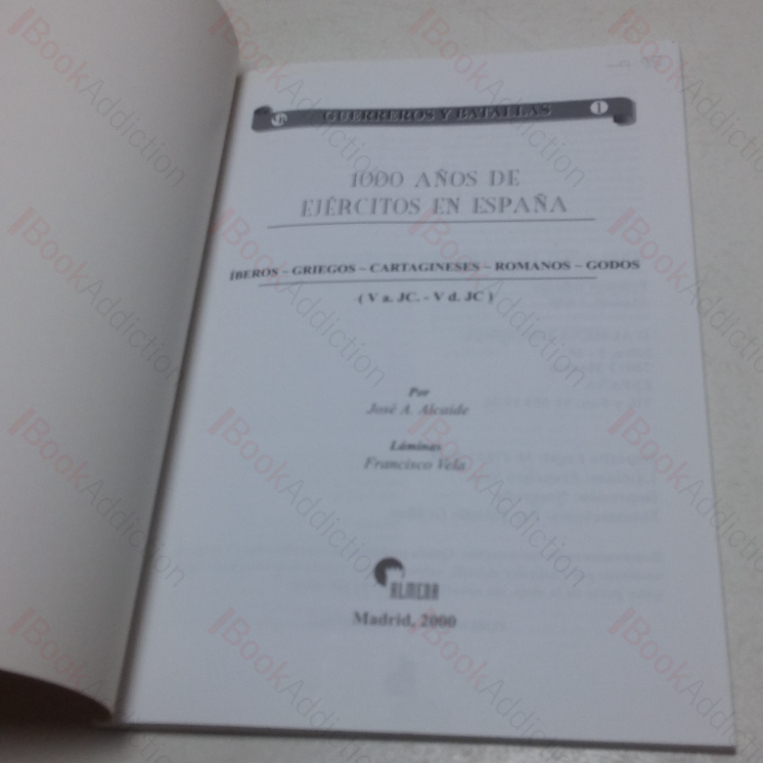 GUERREROS Y BATALLAS 1
1000 AÑOS DE
EJÉRCITOS EN ESPAÑA
ÍBEROS ~ GRIEGOS ~ CARTAGINESES ~ ROMANOS ~ GODOS
( V a. JC. - V d. JC )
Por
José A. Alcaide
Láminas
Francisco Vela
ALMENA
Madrid, 2000
BookAddiction